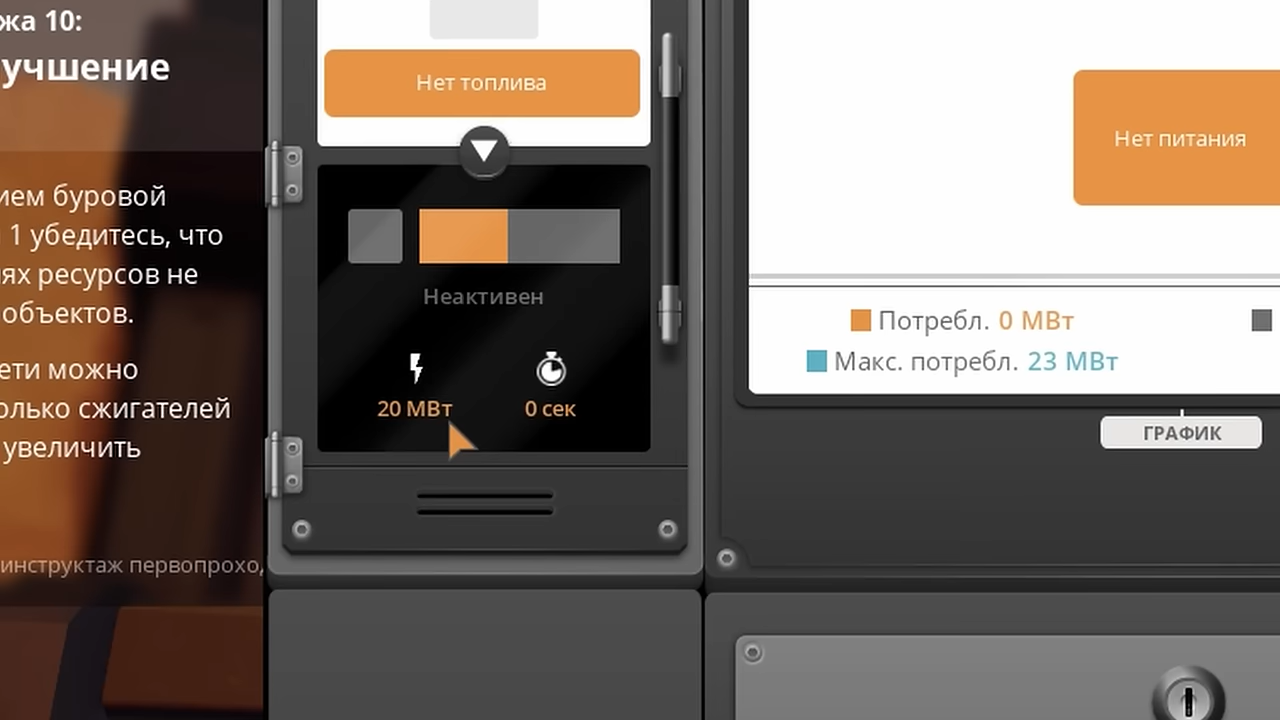 жа 10:
учшение
ием буровой
1 убедитесь, что
ях ресурсов не
объектов.
ети можно
олько сжигателей
увеличить
инструктаж первопрохо,
Нет топлива
Неактивен
20 МВт
0 сек
Нет питания
Потребл. 0 МВт
Макс. потребл. 23 МВт
ГРАФИК